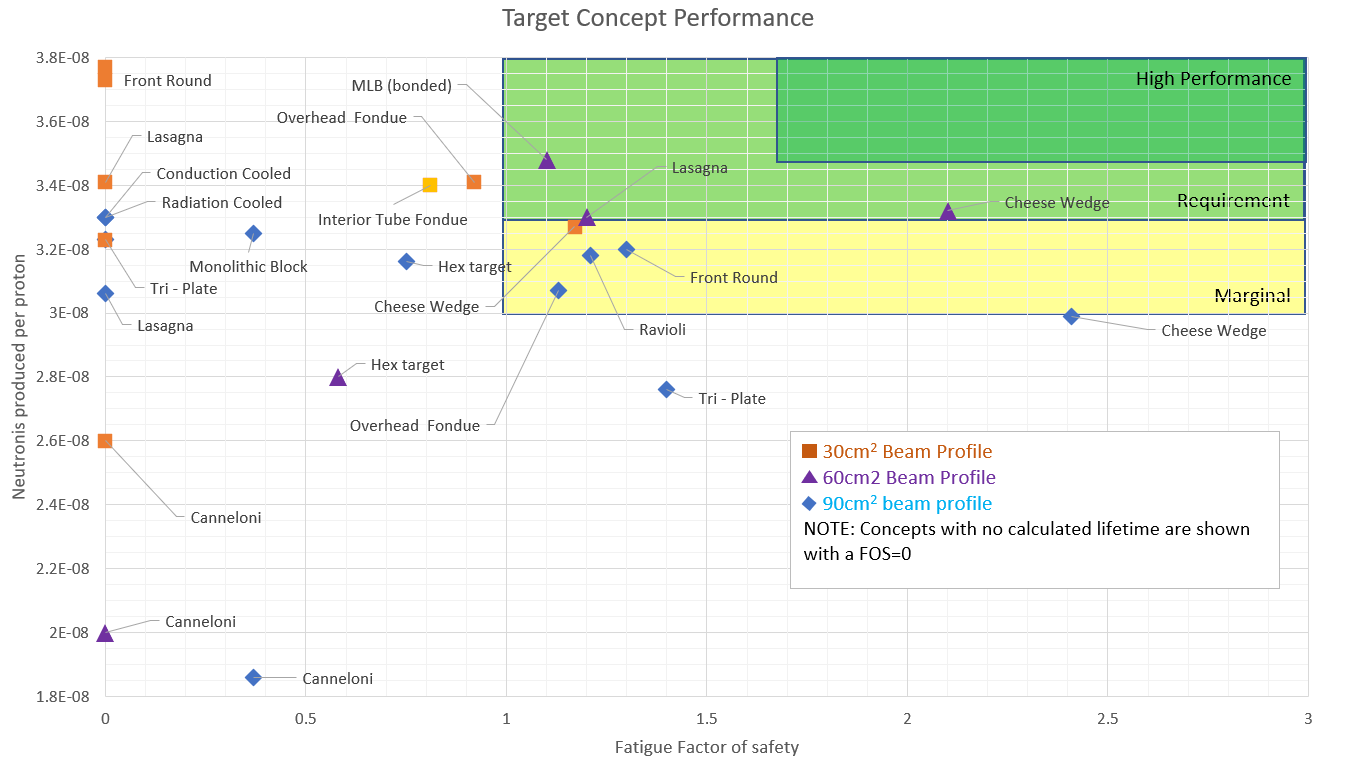 Target Concept Performance
3.8E-08
3.6E-08
3.4E-08
3.2E-08
3E-08
2.8E-08
2.6E-08
2.4E-08
2.2E-08
2E-08
1.8E-08
Neutronis produced per proton
Front Round
MLB (bonded)
High Performance
Overhead Fondue
Lasagna
Conduction Cooled
Lasagna
Radiation Cooled
Cheese Wedge
Requirement
Interior Tube Fondue
Monolithic Block
Hex target
Front Round
Tri - Plate
Marginal
Cheese Wedge
Lasagna
Ravioli
Cheese Wedge
Hex target
Tri - Plate
Overhead Fondue
Canneloni
30cm² Beam Profile
60cm2 Beam Profile
90cm² beam profile
NOTE: Concepts with no calculated lifetime are shown
with a FOS=0
Canneloni
Canneloni
0
0.5
1
1.5
2
2.5
3
Fatigue Factor of safety